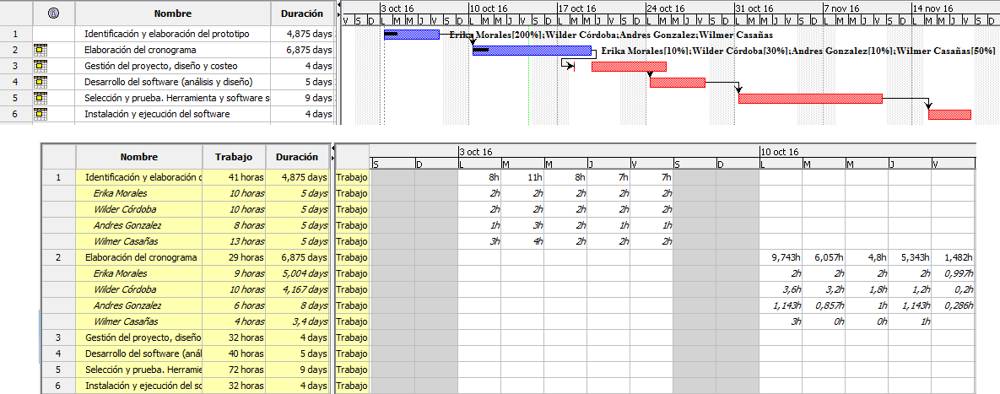 Nombre Duración 3 oct 16 10 oct 16 17 oct 16 24 oct 16 31 oct 16 7 nov 16 14 nov 16
V S D L M M J V S D L M M J V S D L M M J V S D L M M J V S D L M M J V S D L M M J V S D L M M J V S D
1 Identificación y elaboración del prototipo 4,875 days Erika Morales[200%];Wilder Córdoba;Andres Gonzalez;Wilmer Casañas
2 Elaboración del cronograma 6,875 days Erika Morales[10%];Wilder Córdoba[30%];Andres Gonzalez[10%];Wilmer Casañas[50%]
3 Gestión del proyecto, diseño y costeo 4 days
4 Desarrollo del software (análisis y diseño) 5 days
5 Selección y prueba. Herramienta y software s 9 days
6 Instalación y ejecución del software 4 days
Nombre Trabajo Duración 3 oct 16 10 oct 16
S D L M M J V S D L M M J V
1 Identificación y elaboración d 41 horas 4,875 days Trabajo 8h 11h 8h 7h 7h
Erika Morales 10 horas 5 days Trabajo 2h 2h 2h 2h 2h
Wilder Córdoba 10 horas 5 days Trabajo 2h 2h 2h 2h 2h
Andres Gonzalez 8 horas 5 days Trabajo 1h 3h 2h 1h 1h
Wilmer Casañas 13 horas 5 days Trabajo 3h 4h 2h 2h 2h
2 Elaboración del cronograma 29 horas 6,875 days Trabajo 9,743h 6,057h 4,8h 5,343h 1,482h
Erika Morales 9 horas 5,004 days Trabajo 2h 2h 2h 2h 0,997h
Wilder Córdoba 10 horas 4,167 days Trabajo 3,6h 3,2h 1,8h 1,2h 0,2h
Andres Gonzalez 6 horas 8 days Trabajo 1,143h 0,857h 1h 1,143h 0,286h
Wilmer Casañas 4 horas 3,4 days Trabajo 3h 0h 0h 1h
3 Gestión del proyecto, diseño 32 horas 4 days Trabajo
4 Desarrollo del software (aná 40 horas 5 days Trabajo
5 Selección y prueba. Herramie 72 horas 9 days Trabajo
6 Instalación y ejecución del so 32 horas 4 days Trabajo